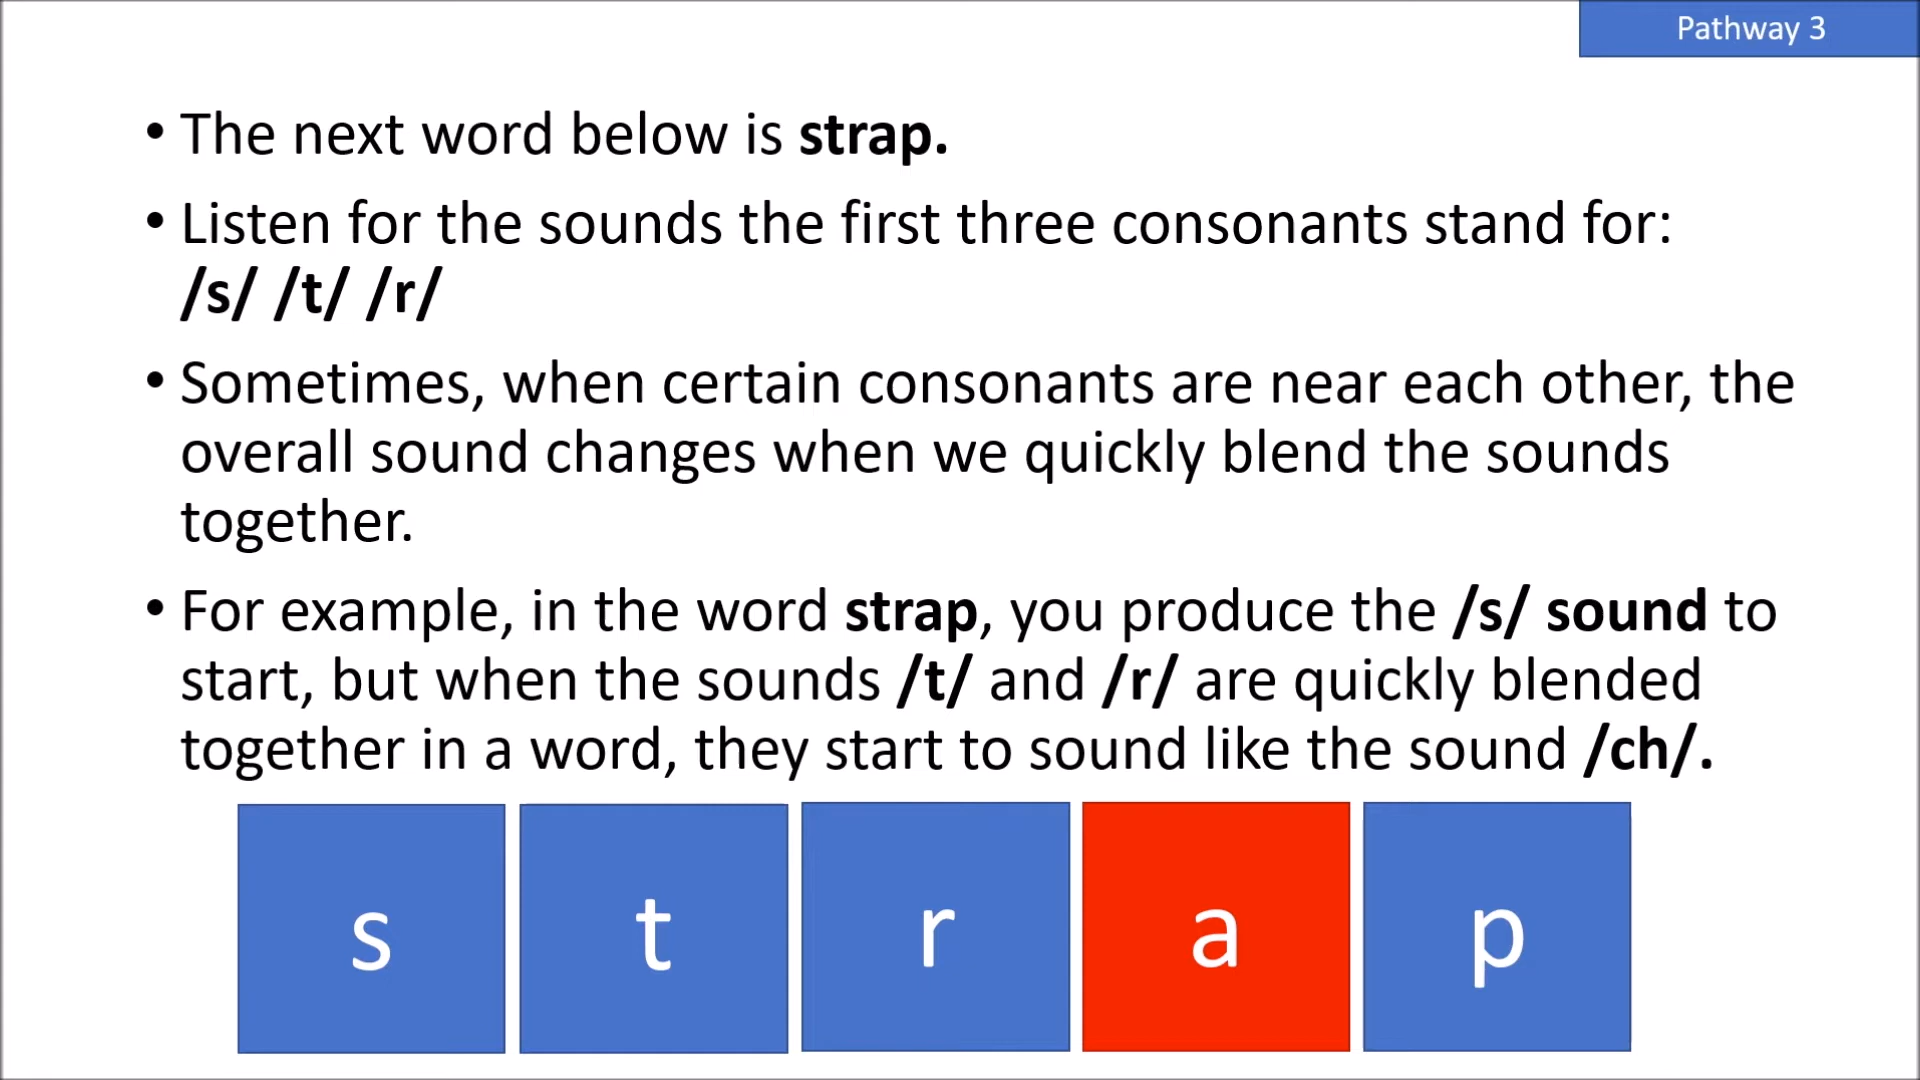 Pathway 3
• The next word below is strap.
• Listen for the sounds the first three consonants stand for:
/s/ /t/ /r/
• Sometimes, when certain consonants are near each other, the
overall sound changes when we quickly blend the sounds
together.
• For example, in the word strap, you produce the /s/ sound to
start, but when the sounds /t/ and /r/ are quickly blended
together in a word, they start to sound like the sound /ch/.
s t r a p